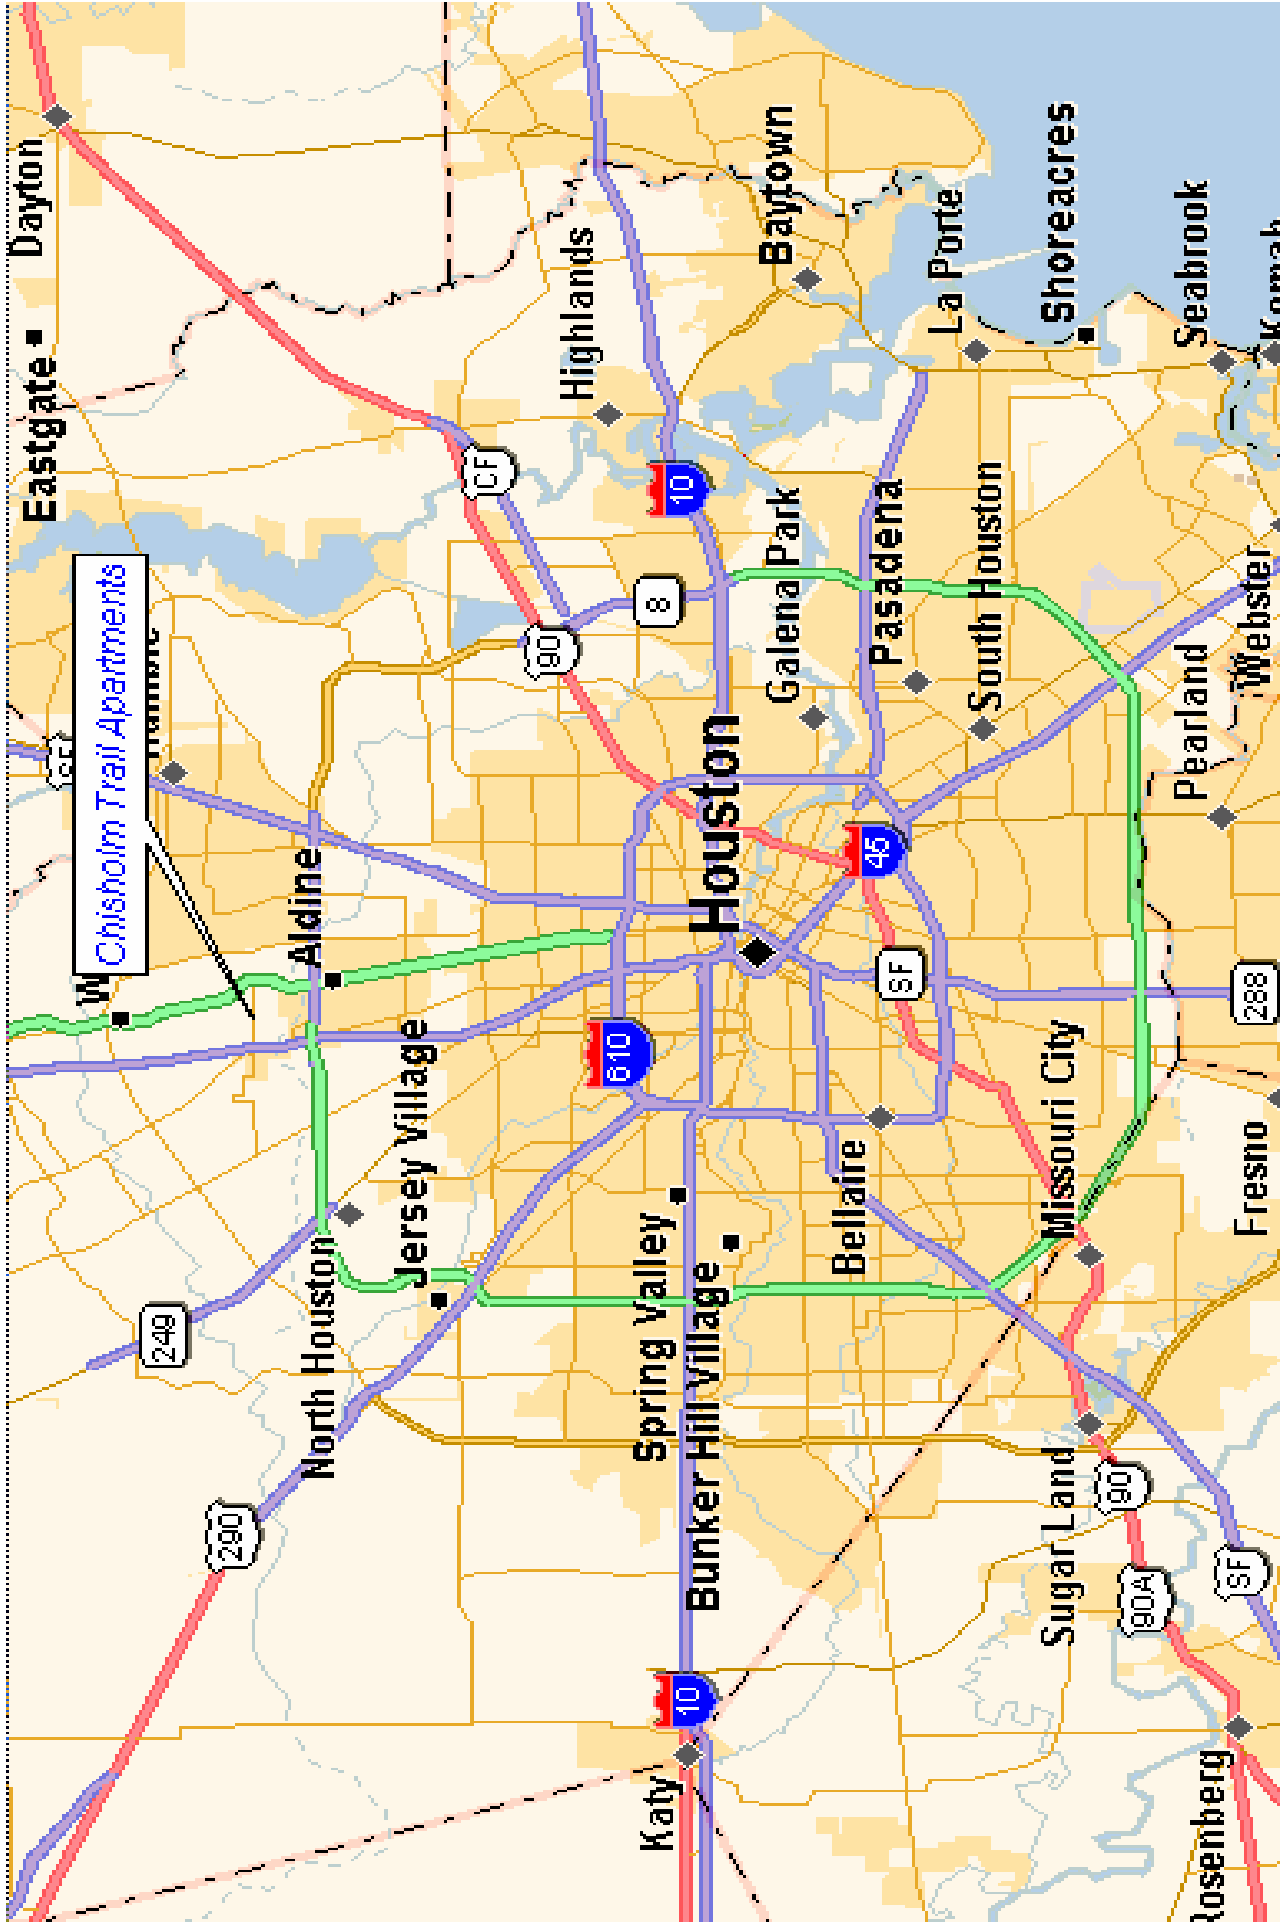 Dayton
Eastgate
Chisholm Trail Apartments
W
CF
Aldine
249
North Houston
290
Jersey Village
CF
90
8
Highlands
10
610
Houston
Spring Valley
Bunker Hill Village
10
Katy
Baytown
Galena Park
Pasadena
45
SF
Bellaire
La Porte
South Houston
Shoreacres
Missouri City
Sugar Land
90
90A
Seabrook
Pearland
Webster
288
Fresno
SF
Rosenberg